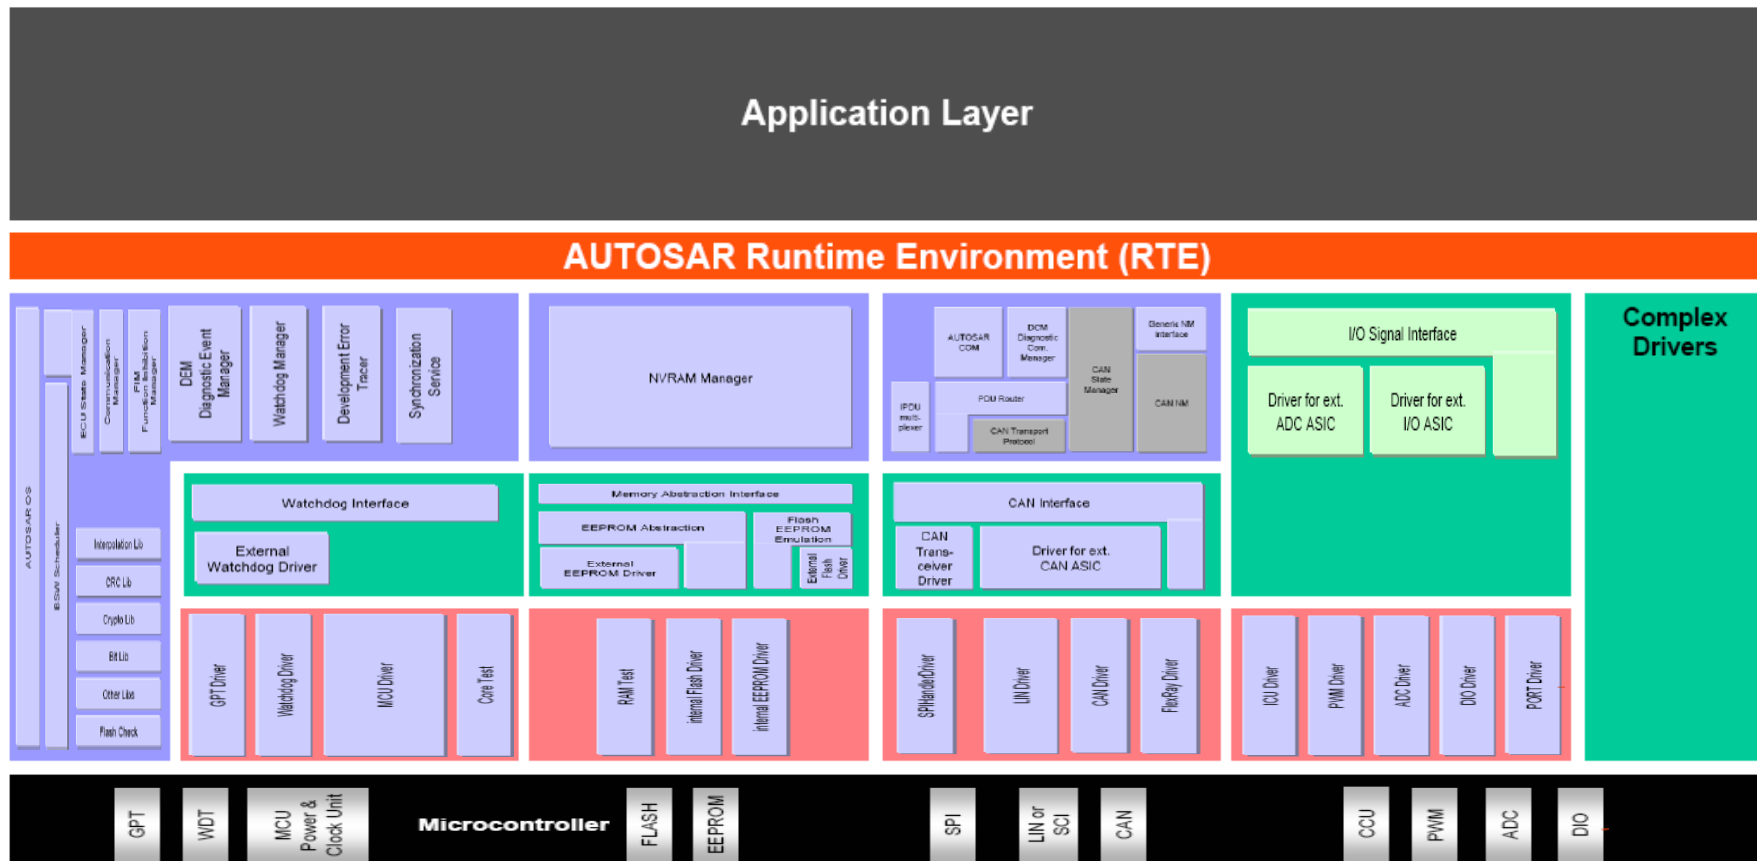 Application Layer
AUTOSAR Runtime Environment (RTE)
AUTOSAR OS
BSW Scheduler
ECU State Manager
Communication
Manager
FIM
Function Inhibition
Manager
DEM
Diagnostic Event
Manager
Watchdog Manager
Development Error
Tracer
Synchronization
Service
Interpolation Lib
CRC Lib
Crypto Lib
Bit Lib
Other Libs
Flash Check
NVRAM Manager
AUTOSAR
COM
DCM
Diagnostic
Com.
Manager
CAN
State
Manager
Generic NM
Interface
CAN NM
IPDU
multi-
plexer
PDU Router
CAN Transport
Protocol
I/O Signal Interface
Driver for ext.
ADC ASIC
Driver for ext.
I/O ASIC
Complex
Drivers
Watchdog Interface
External
Watchdog Driver
Memory Abstraction Interface
EEPROM Abstraction
Flash
EEPROM
Emulation
External
EEPROM Driver
External
Flash
Driver
CAN Interface
CAN
Trans-
ceiver
Driver
Driver for ext.
CAN ASIC
GPT Driver
Watchdog Driver
MCU Driver
Core Test
RAM Test
internal Flash Driver
internal EEPROM Driver
SPIHandlerDriver
LIN Driver
CAN Driver
FlexRay Driver
ICU Driver
PWM Driver
ADC Driver
DIO Driver
PORT Driver
GPT
WDT
MCU
Power &
Clock Unit
Microcontroller
FLASH
EEPROM
SPI
LIN or
SCI
CAN
CCU
PWM
ADC
DIO